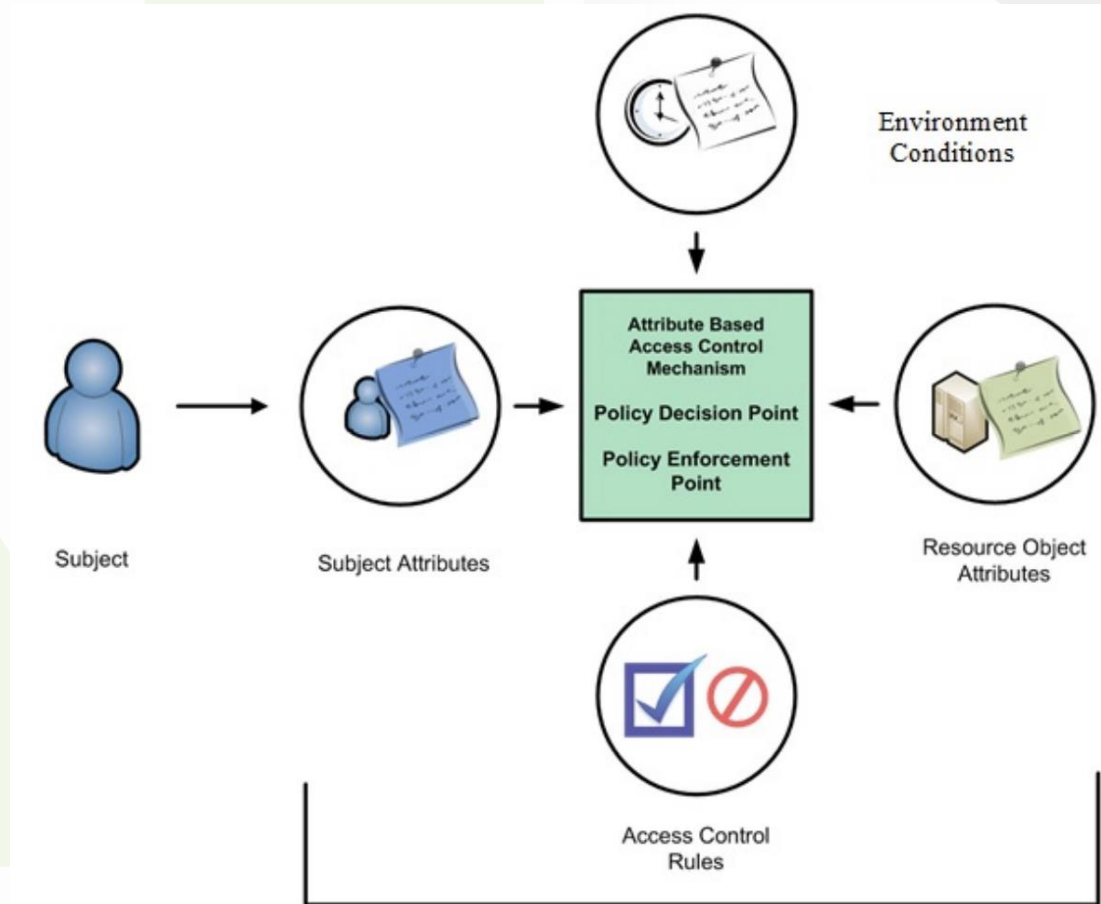 Environment
Conditions
Attribute Based
Access Control
Mechanism
Policy Decision Point
Policy Enforcement
Point
Subject
Subject Attributes
Resource Object
Attributes
Access Control
Rules